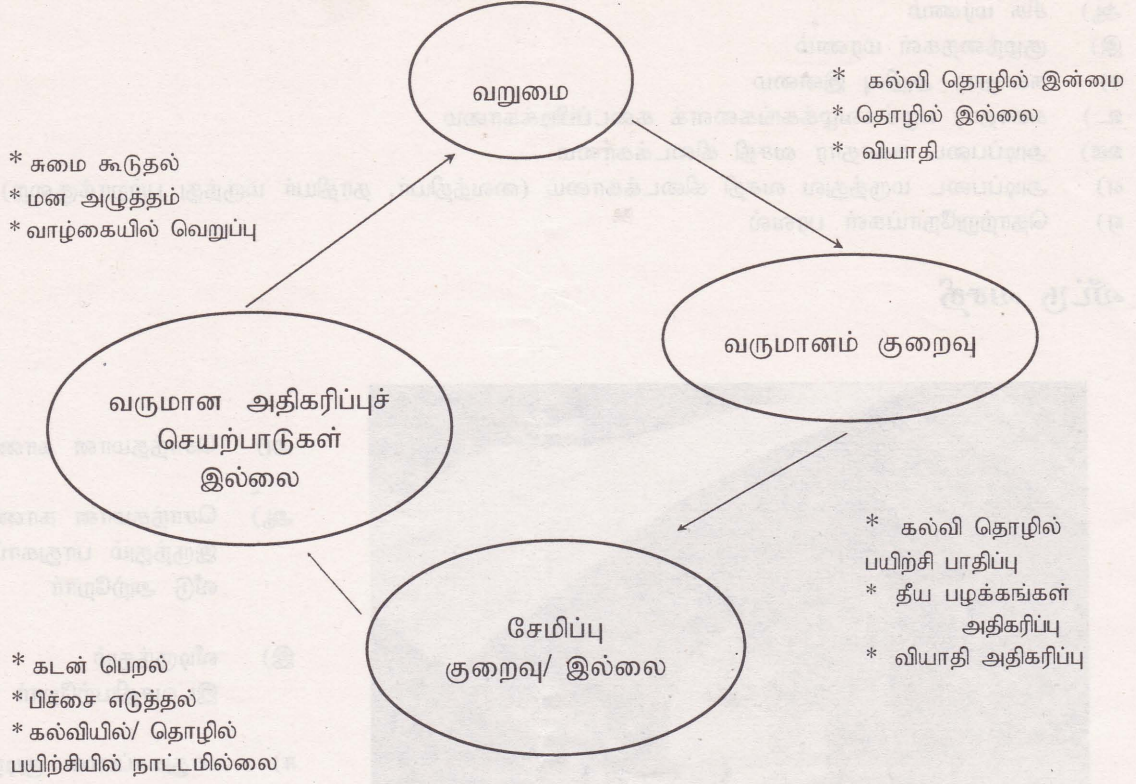 வறுமை
* கல்வி தொழில் இன்மை
* தொழில் இல்லை
* வியாதி
* சுமை கூடுதல்
* மன அழுத்தம்
* வாழ்கையில் வெறுப்பு
வருமானம் குறைவு
வருமான அதிகரிப்புச்
செயற்பாடுகள்
இல்லை
* கல்வி தொழில்
பயிற்சி பாதிப்பு
* தீய பழக்கங்கள்
அதிகரிப்பு
* வியாதி அதிகரிப்பு
சேமிப்பு
குறைவு/ இல்லை
* கடன் பெறல்
* பிச்சை எடுத்தல்
* கல்வியில்/ தொழில்
பயிற்சியில் நாட்டமில்லை